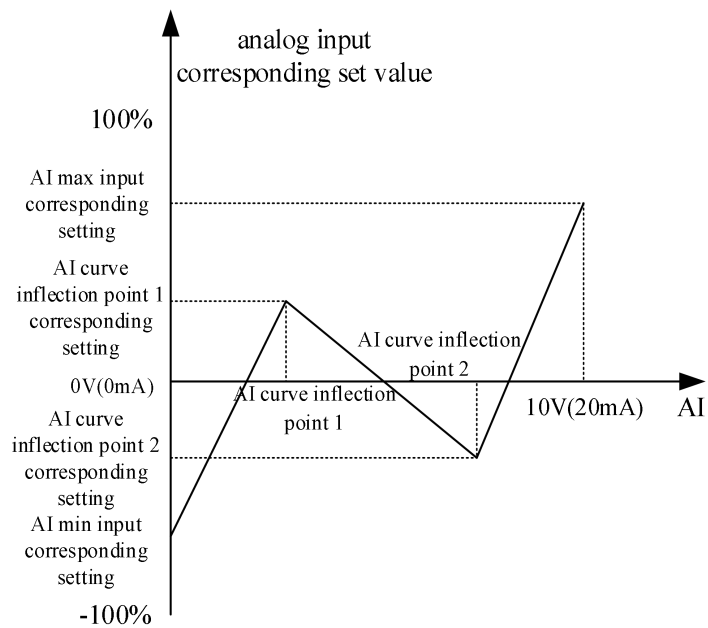 analog input
corresponding set value
100%
AI max input
corresponding
setting
AI curve
inflection point 1
corresponding
setting
AI curve inflection
point 2
0V(0mA)
AI curve inflection
point 1
10V(20mA)
AI
AI curve
inflection point 2
corresponding
setting
AI min input
corresponding
setting
-100%